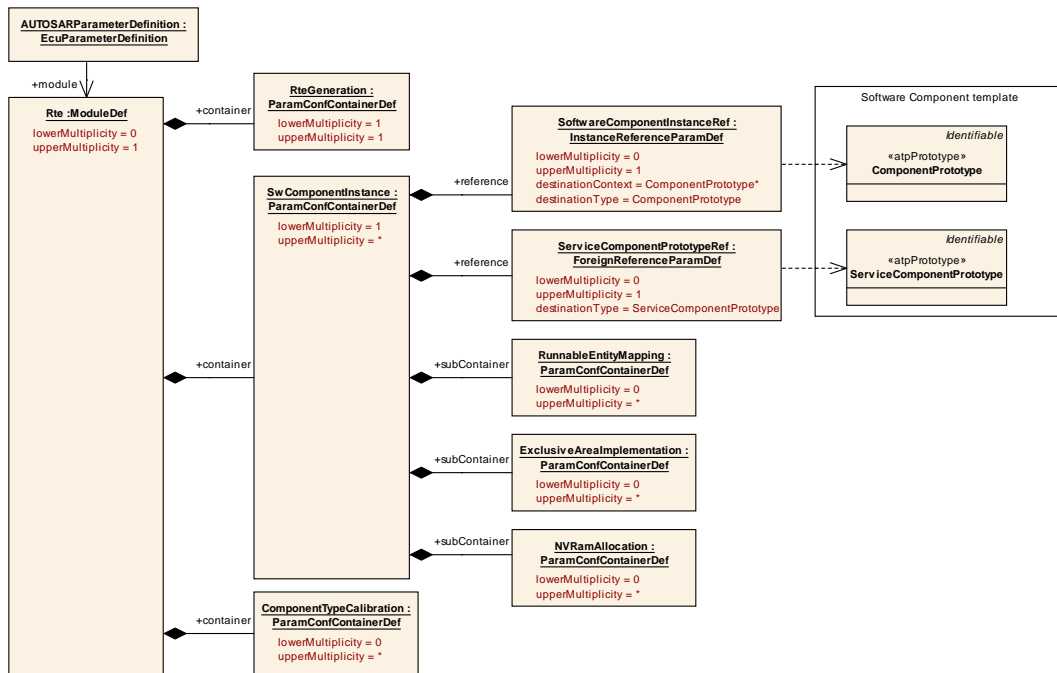 AUTOSARParameterDefinition :
EcuParameterDefinition
+module
Rte :ModuleDef
lowerMultiplicity = 0
upperMultiplicity = 1
+container
RteGeneration :
ParamConfContainerDef
lowerMultiplicity = 1
upperMultiplicity = 1
+container
SwComponentInstance :
ParamConfContainerDef
lowerMultiplicity = 1
upperMultiplicity = *
+reference
SoftwareComponentInstanceRef :
InstanceReferenceParamDef
lowerMultiplicity = 0
upperMultiplicity = 1
destinationContext = ComponentPrototype*
destinationType = ComponentPrototype
+reference
ServiceComponentPrototypeRef :
ForeignReferenceParamDef
lowerMultiplicity = 0
upperMultiplicity = 1
destinationType = ServiceComponentPrototype
Software Component template
Identifiable
«atpPrototype»
ComponentPrototype
Identifiable
«atpPrototype»
ServiceComponentPrototype
+subContainer
RunnableEntityMapping :
ParamConfContainerDef
lowerMultiplicity = 0
upperMultiplicity = *
+subContainer
ExclusiveAreaImplementation :
ParamConfContainerDef
lowerMultiplicity = 0
upperMultiplicity = *
+subContainer
NVRamAllocation :
ParamConfContainerDef
lowerMultiplicity = 0
upperMultiplicity = *
+container
ComponentTypeCalibration :
ParamConfContainerDef
lowerMultiplicity = 0
upperMultiplicity = *